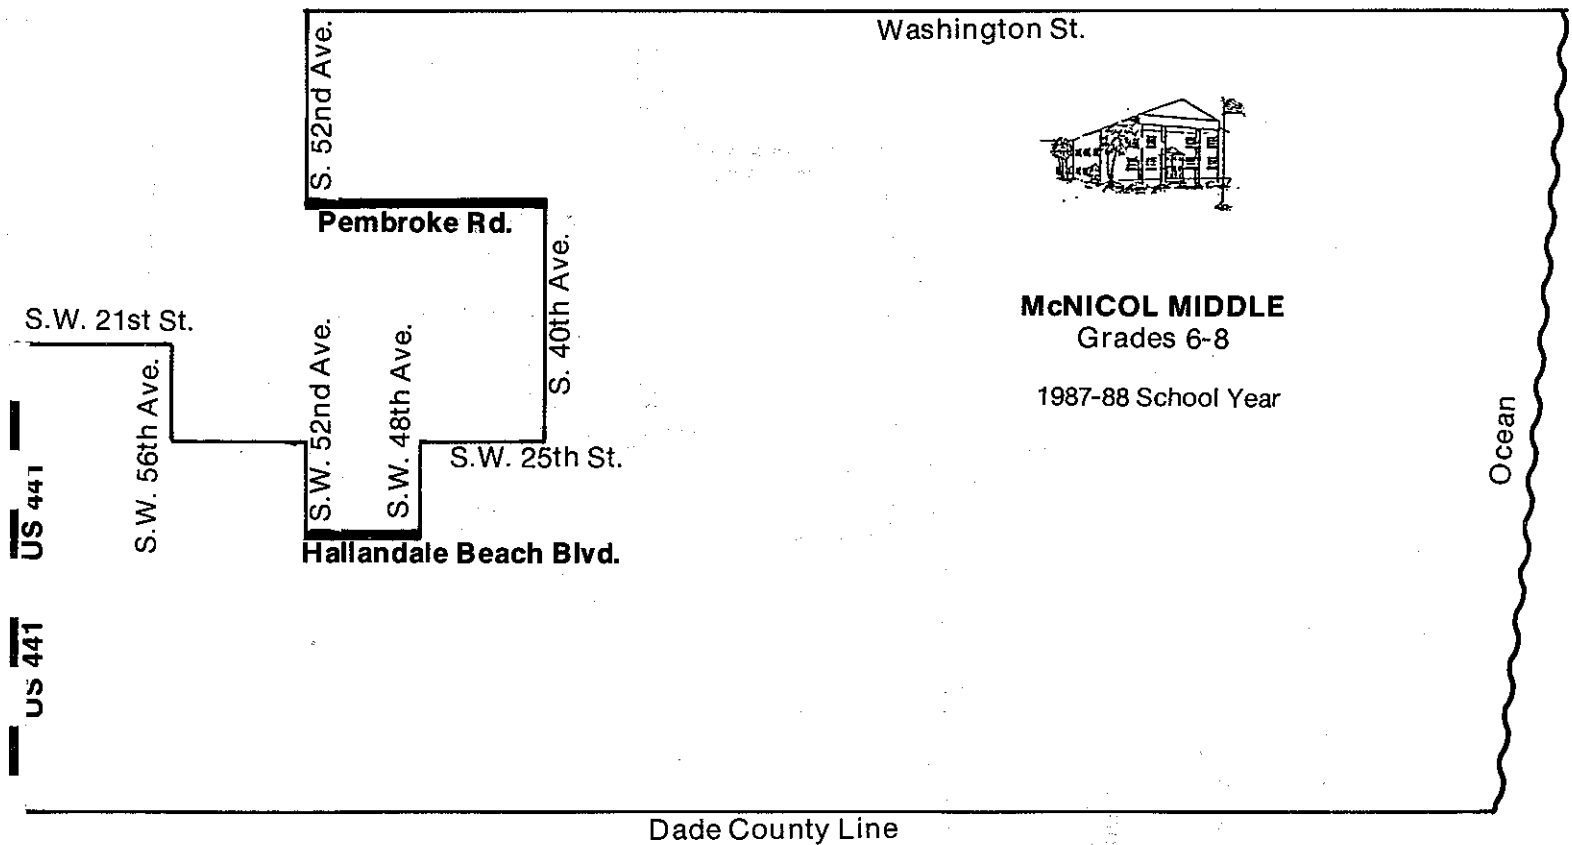 Washington St.
S. 52nd Ave.
Pembroke Rd.
S. 40th Ave.
McNICOL MIDDLE
Grades 6-8
1987-88 School Year
S.W. 21st St.
S.W. 56th Ave.
S.W. 52nd Ave.
S.W. 48th Ave.
S.W. 25th St.
Hallandale Beach Blvd.
US 441
US 441
Ocean
Dade County Line